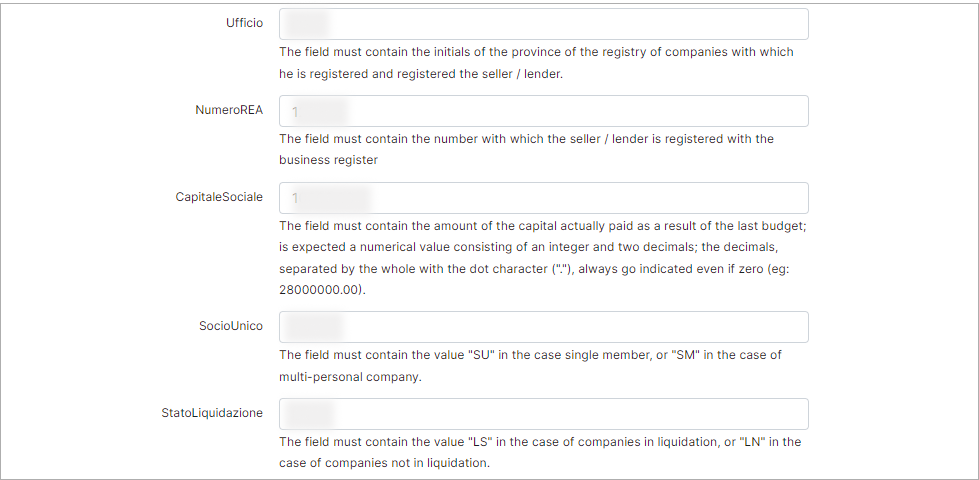 Ufficio
The field must contain the initials of the province of the registry of companies with which
he is registered and registered the seller / lender.
NumeroREA
1
The field must contain the number with which the seller / lender is registered with the
business register
CapitaleSociale
1
The field must contain the amount of the capital actually paid as a result of the last budget;
is expected a numerical value consisting of an integer and two decimals; the decimals,
separated by the whole with the dot character ("."), always go indicated even if zero (eg:
28000000.00).
SocioUnico
The field must contain the value "SU" in the case single member, or "SM" in the case of
multi-personal company.
StatoLiquidazione
The field must contain the value "LS" in the case of companies in liquidation, or "LN" in the
case of companies not in liquidation.